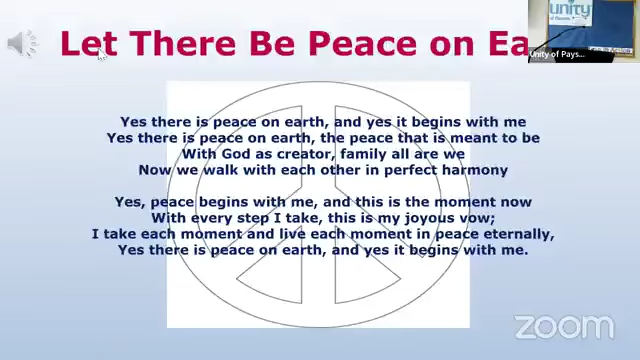 Let There Be Peace on Ea
unity
Unity of Pays...
Yes there is peace on earth, and yes it begins with me
Yes there is peace on earth, the peace that is meant to be
With God as creator, family all are we
Now we walk with each other in perfect harmony
Yes, peace begins with me, and this is the moment now
With every step I take, this is my joyous vow;
I take each moment and live each moment in peace eternally,
Yes there is peace on earth, and yes it begins with me.
zoom